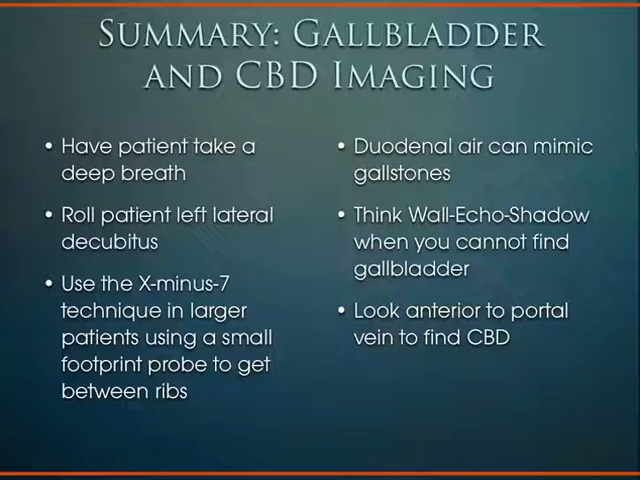 Summary: Gallbladder
and CBD Imaging
• Have patient take a
deep breath
• Roll patient left lateral
decubitus
• Use the X-minus-7
technique in larger
patients using a small
footprint probe to get
between ribs
• Duodenal air can mimic
gallstones
• Think Wall-Echo-Shadow
when you cannot find
gallbladder
• Look anterior to portal
vein to find CBD